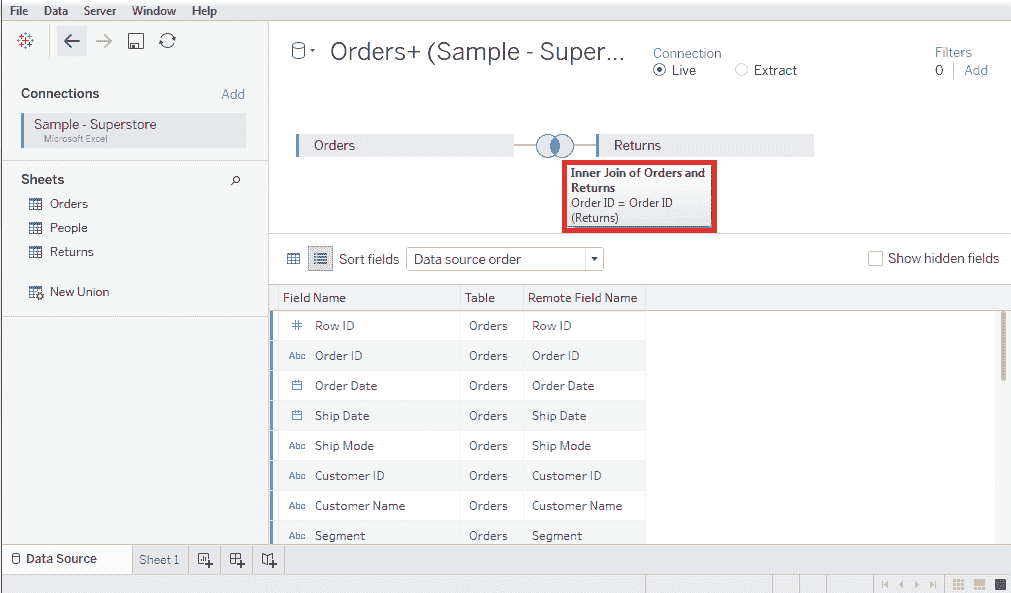 File Data Server Window Help
Connections Add
Sample - Superstore
Microsoft Excel
Sheets
Orders
People
Returns
New Union
Orders+ (Sample - Super...
Connection
Live Extract
Filters
0 Add
Orders Returns
Inner Join of Orders and
Returns
Order ID = Order ID
(Returns)
Sort fields Data source order Show hidden fields
Field Name Table Remote Field Name
Row ID Orders Row ID
Abc Order ID Orders Order ID
Order Date Orders Order Date
Ship Date Orders Ship Date
Abc Ship Mode Orders Ship Mode
Abc Customer ID Orders Customer ID
Abc Customer Name Orders Customer Name
Abc Segment Orders Segment
Data Source Sheet 1